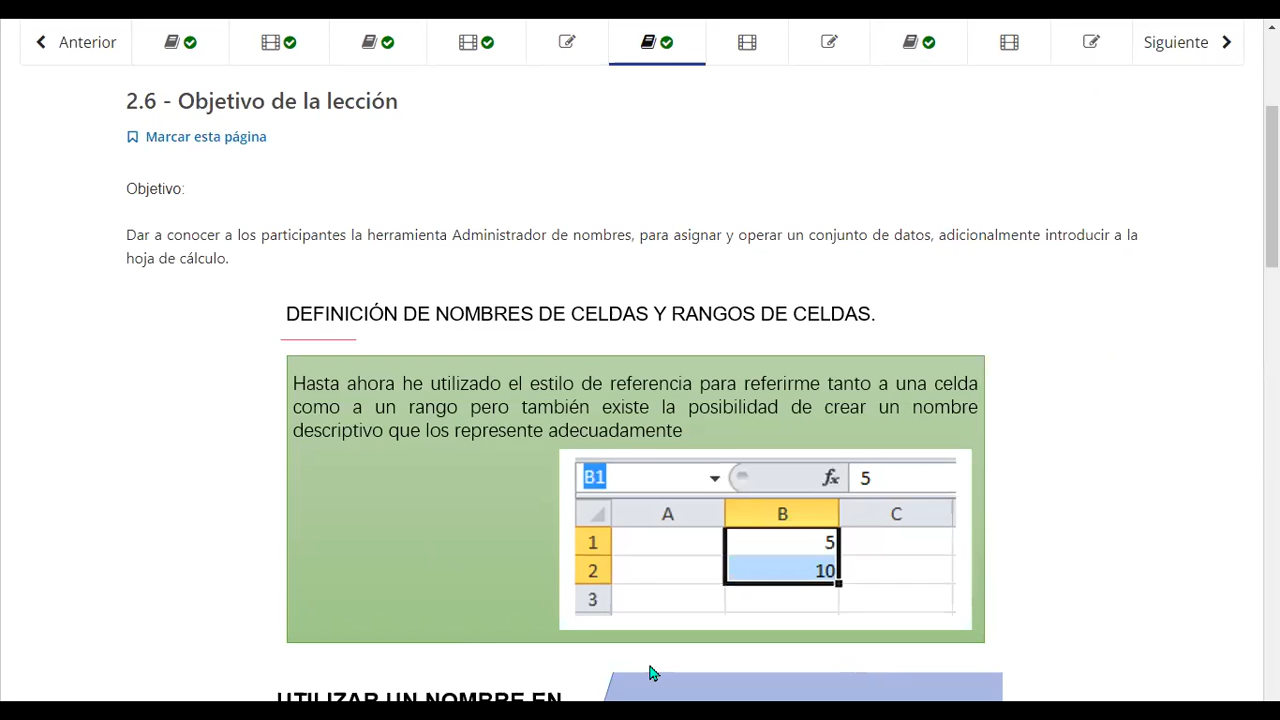 Anterior
Siguiente
2.6 - Objetivo de la lección
Marcar esta página
Objetivo:
Dar a conocer a los participantes la herramienta Administrador de nombres, para asignar y operar un conjunto de datos, adicionalmente introducir a la
hoja de cálculo.
DEFINICIÓN DE NOMBRES DE CELDAS Y RANGOS DE CELDAS.
Hasta ahora he utilizado el estilo de referencia para referirme tanto a una celda
como a un rango pero también existe la posibilidad de crear un nombre
descriptivo que los represente adecuadamente
B1 fx 5
A B C
1 5
2 10
3
UTILIZAR UN NOMBRE EN